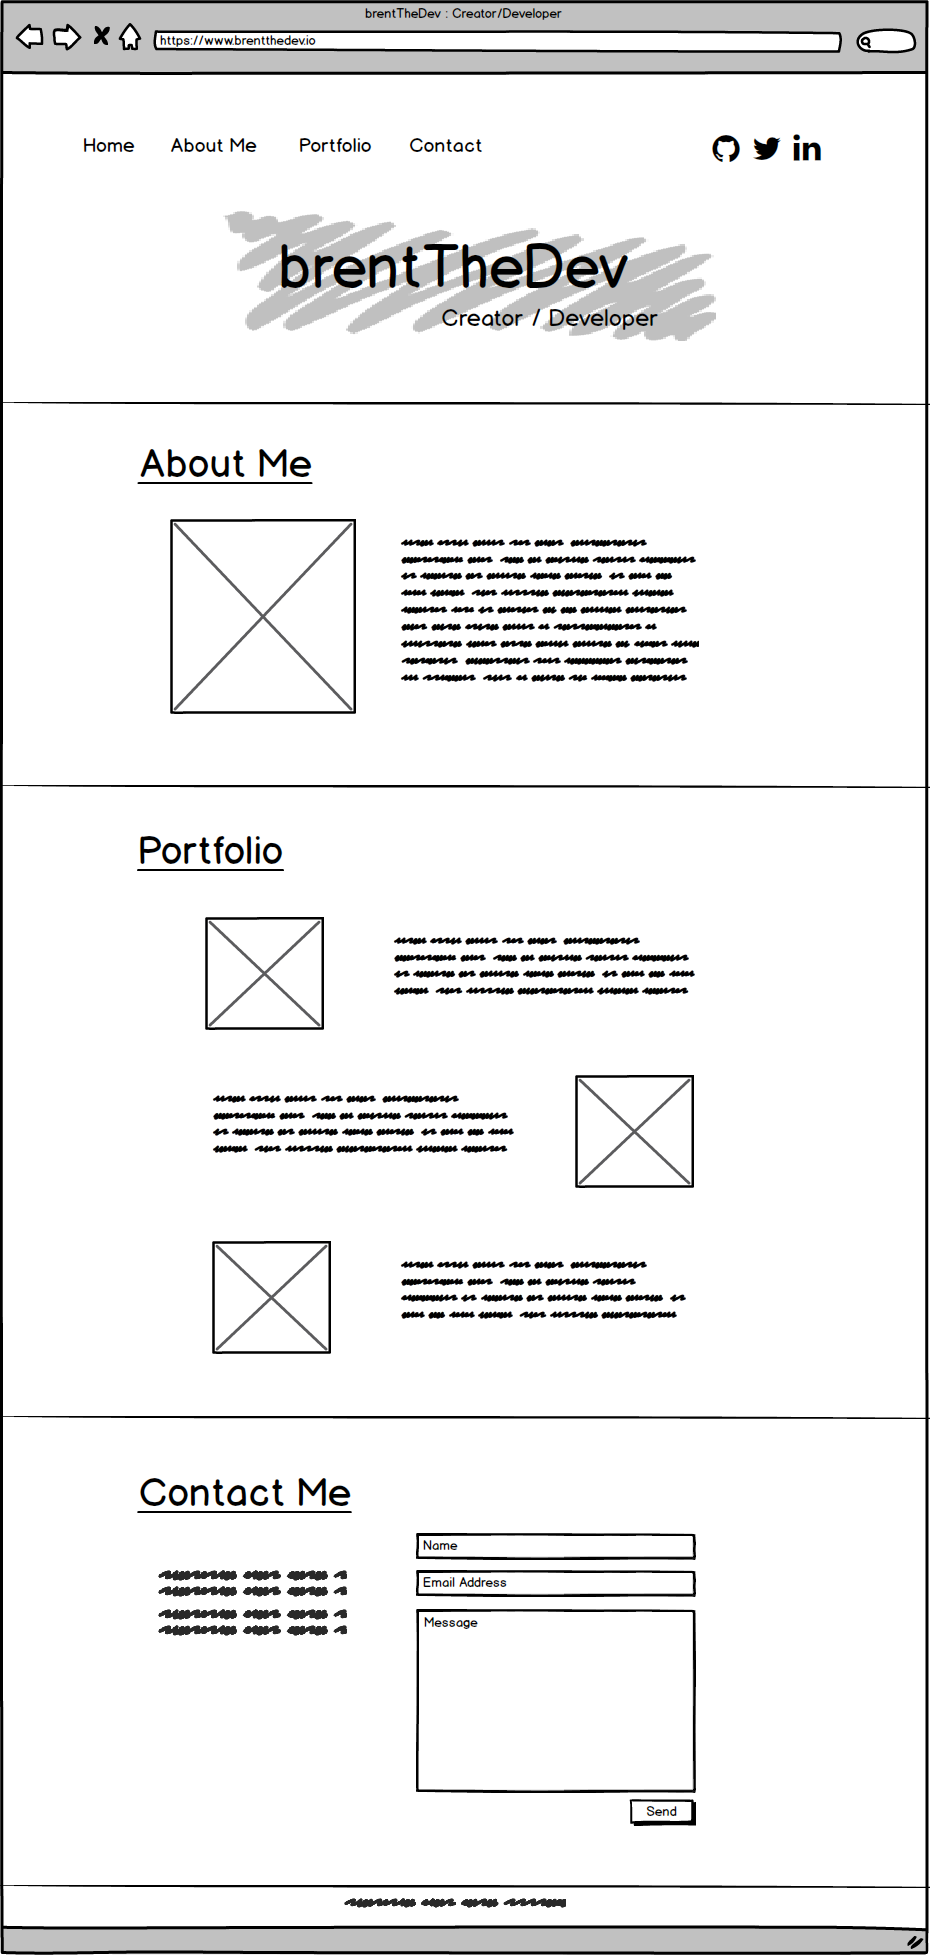 brentTheDev : Creator/Developer
https://www.brentthedev.io
Home About Me Portfolio Contact
brentTheDev
Creator / Developer
About Me
Portfolio
Contact Me
Name
Email Address
Message
Send